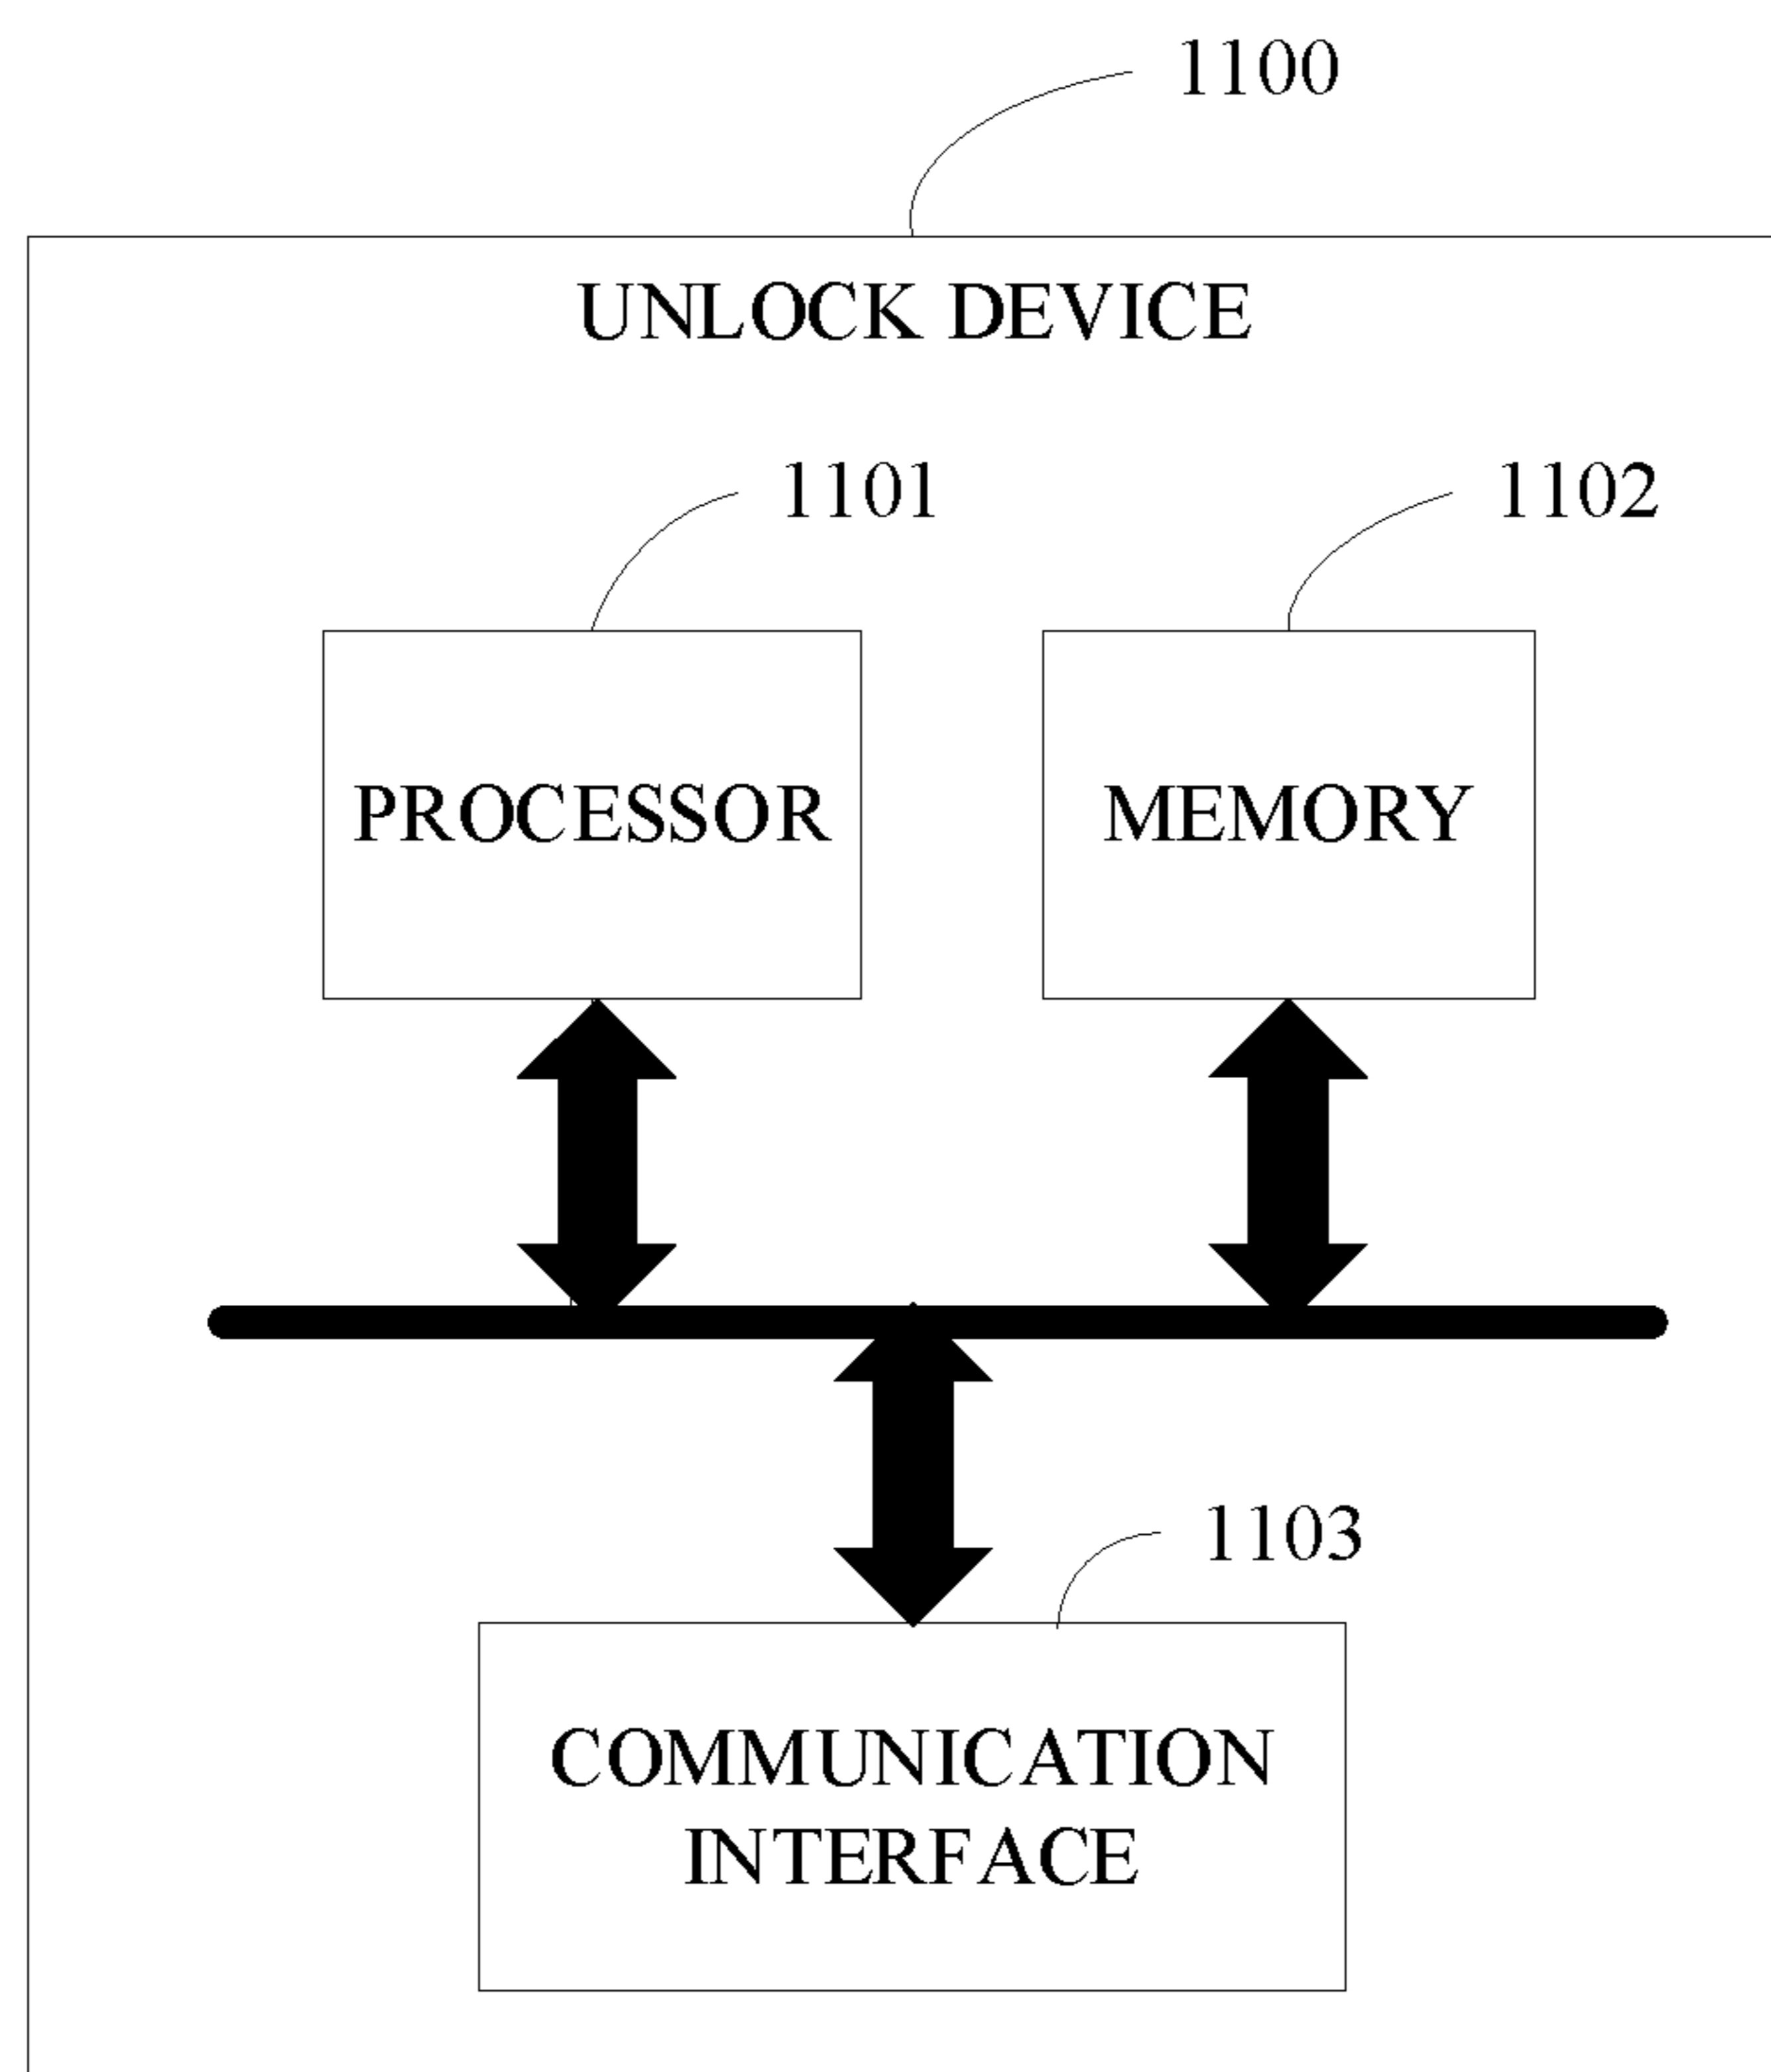 1100
UNLOCK DEVICE
1101
1102
PROCESSOR
MEMORY
1103
COMMUNICATION
INTERFACE